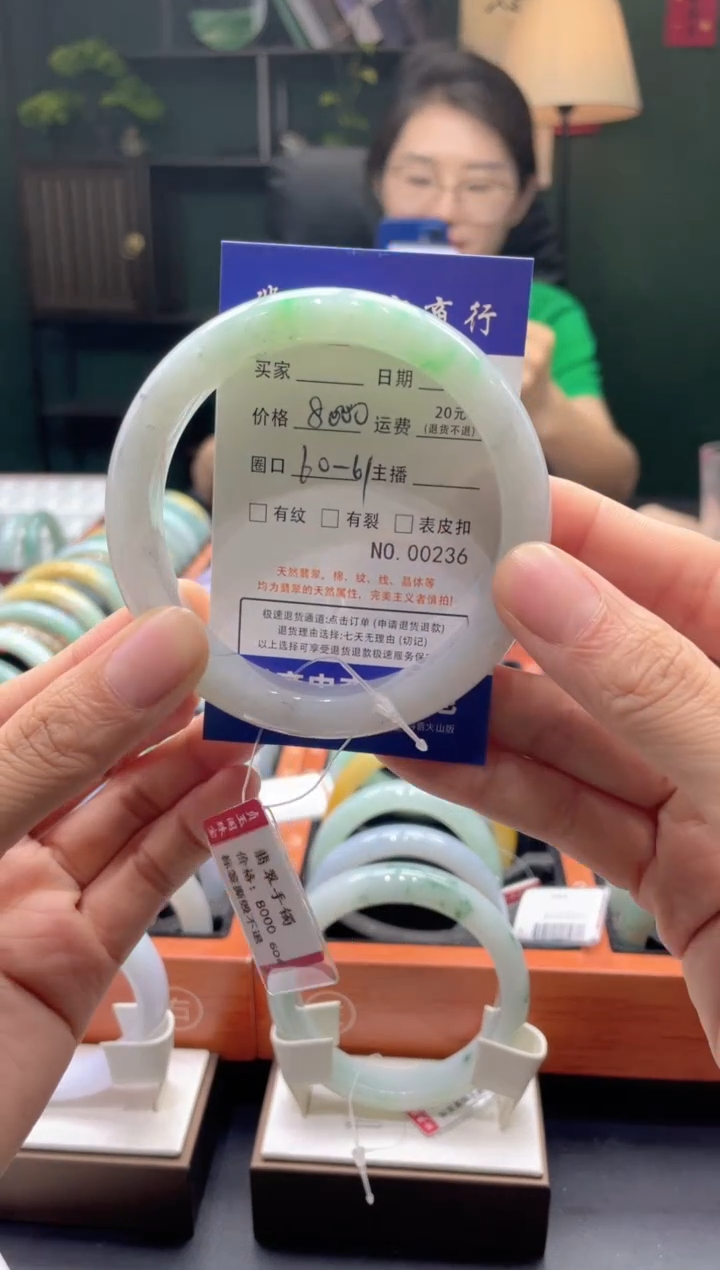 商行
买家 日期
价格 8000 运费 20元 (退货不退)
圈口 60-61 主播
□有纹 □有裂 □表皮扣
NO.00236
天然翡翠，棉，纹、线、晶体等
均为翡翠的天然属性，完美主义者慎拍!
极速退货通道:点击订单(申请退货退款)
退货理由选择:七天无理由(切记)
以上选择可享受退货退款极速服务保
火山版
翡翠手镯
价格: 8000 60